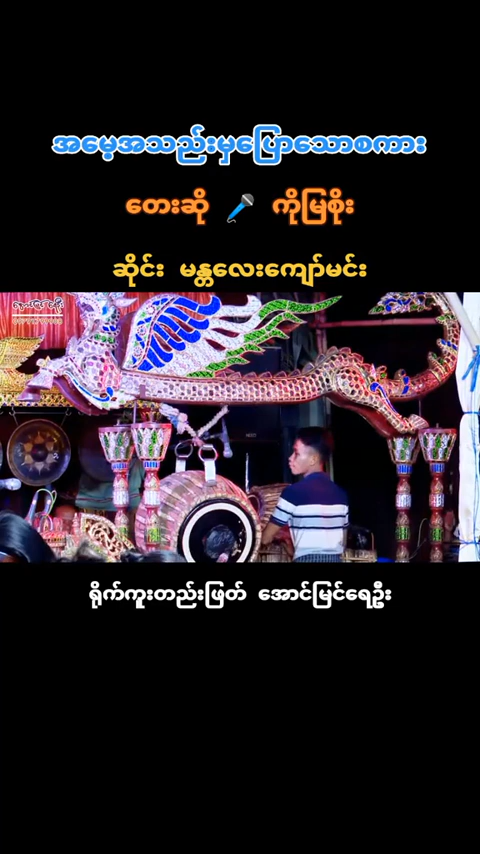 အမေ့အသည်းမှပြောသောစကား
တေးဆို 🎤 ကိုမြစိုး
ဆိုင်း မန္တလေးကျော်မင်း
ရိုက်ကူးတည်းဖြတ် အောင်မြင်ရေဦး